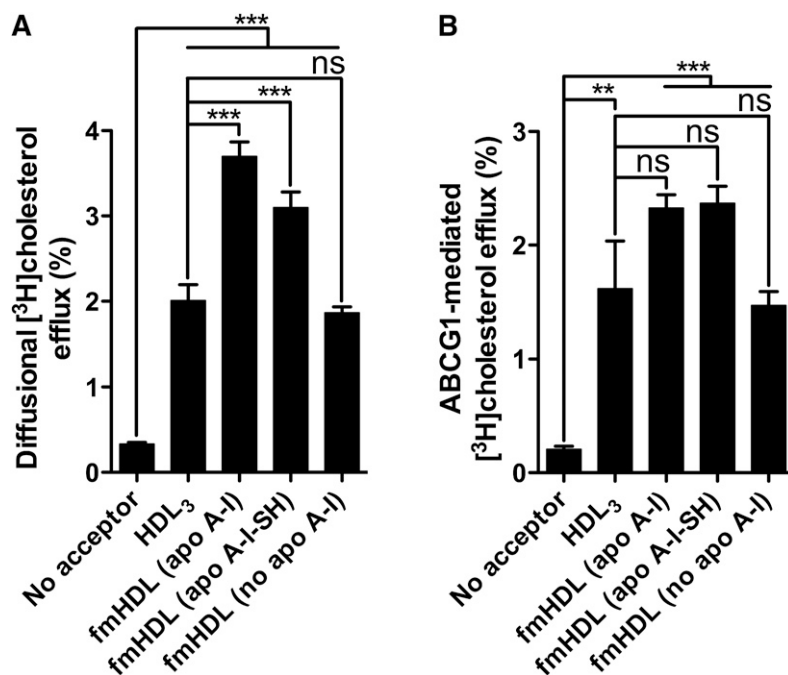 A
***
ns
***
***
Diffusional [³H]cholesterol
efflux (%)
4
3
2
1
0
No acceptor
HDL₃
fmHDL (apo A-I)
fmHDL (apo A-I-SH)
fmHDL (no apo A-I)
B
***
**
ns
ns
ns
ABCG1-mediated
[³H]cholesterol efflux (%)
3
2
1
0
No acceptor
HDL₃
fmHDL (apo A-I)
fmHDL (apo A-I-SH)
fmHDL (no apo A-I)